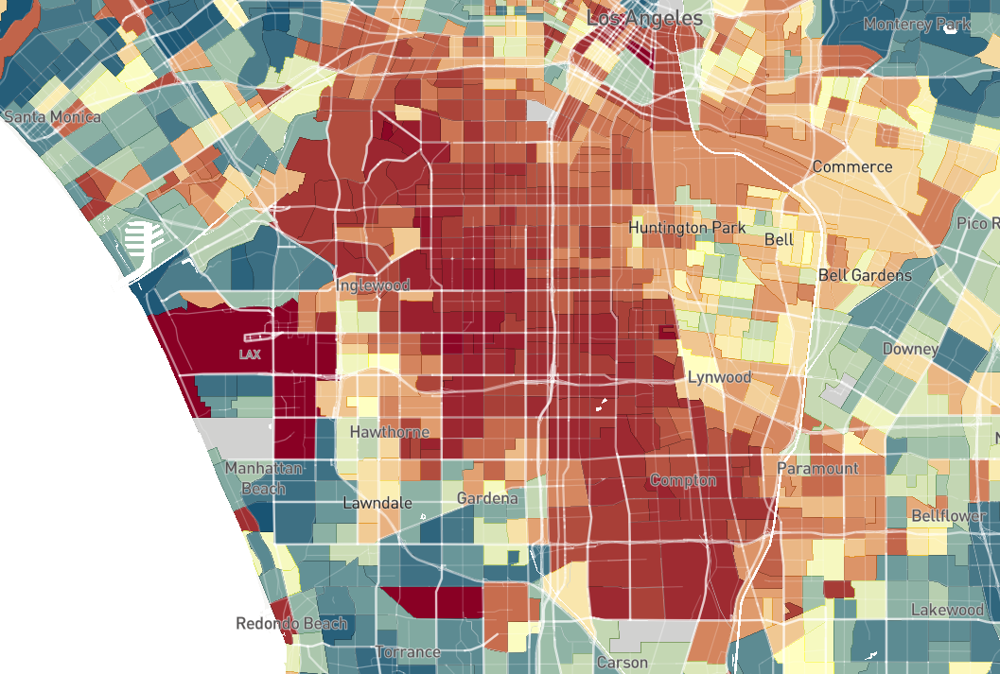 Los Angeles
Monterey Park
Santa Monica
Commerce
Huntington Park
Pico R
Bell
Bell Gardens
Inglewood
LAX
Downey
Lynwood
Hawthorne
Manhattan
Beach
Compton
Paramount
Lawndale
Gardena
Bellflower
Lakewood
Redondo Beach
Torrance
Carson